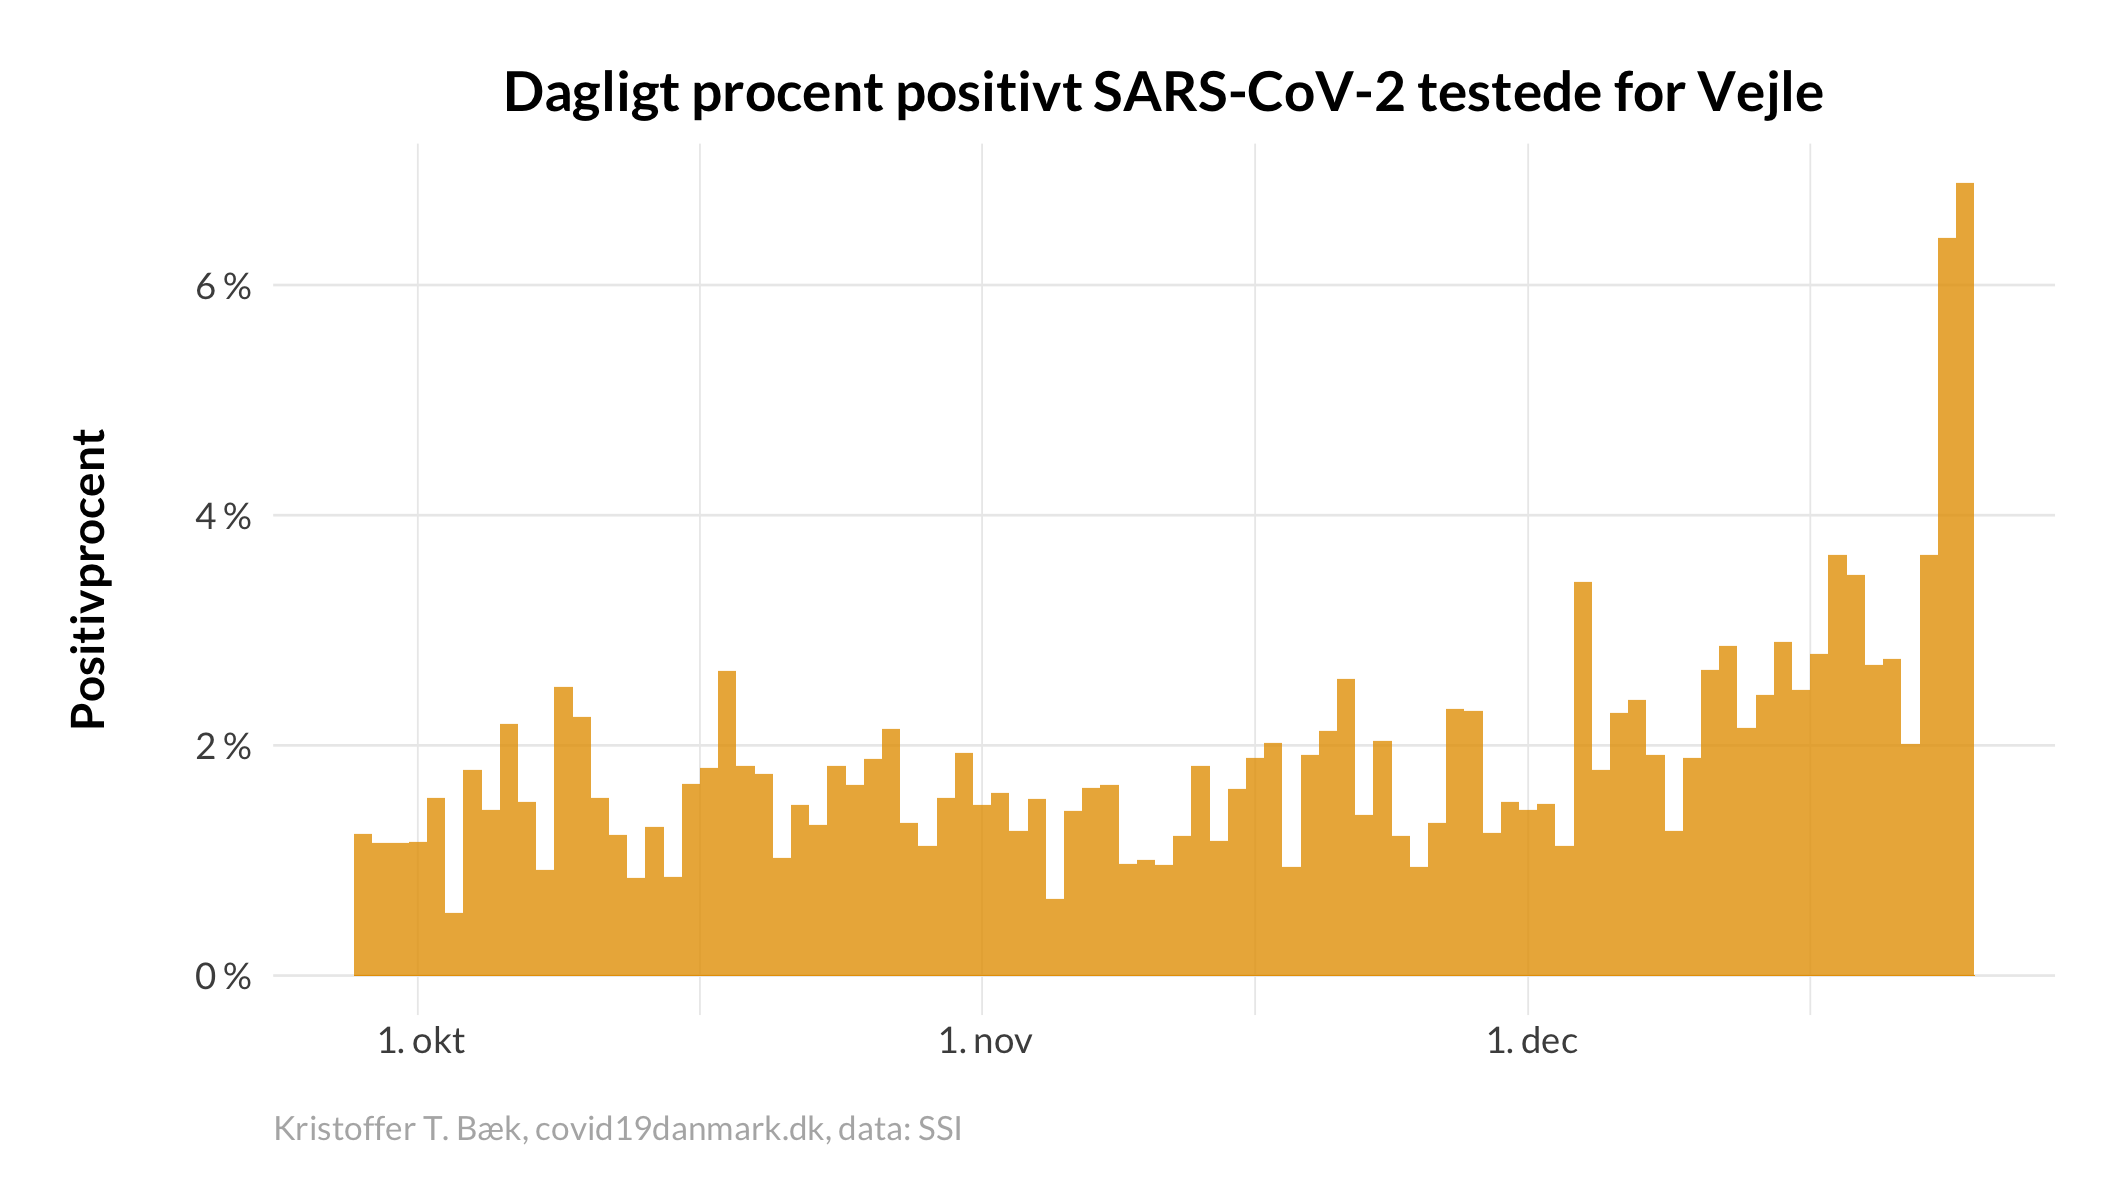 Dagligt procent positivt SARS-CoV-2 testede for Vejle
Positivprocent
6 %
4 %
2 %
0 %
1. okt
1. nov
1. dec
Kristoffer T. Bæk, covid19danmark.dk, data: SSI